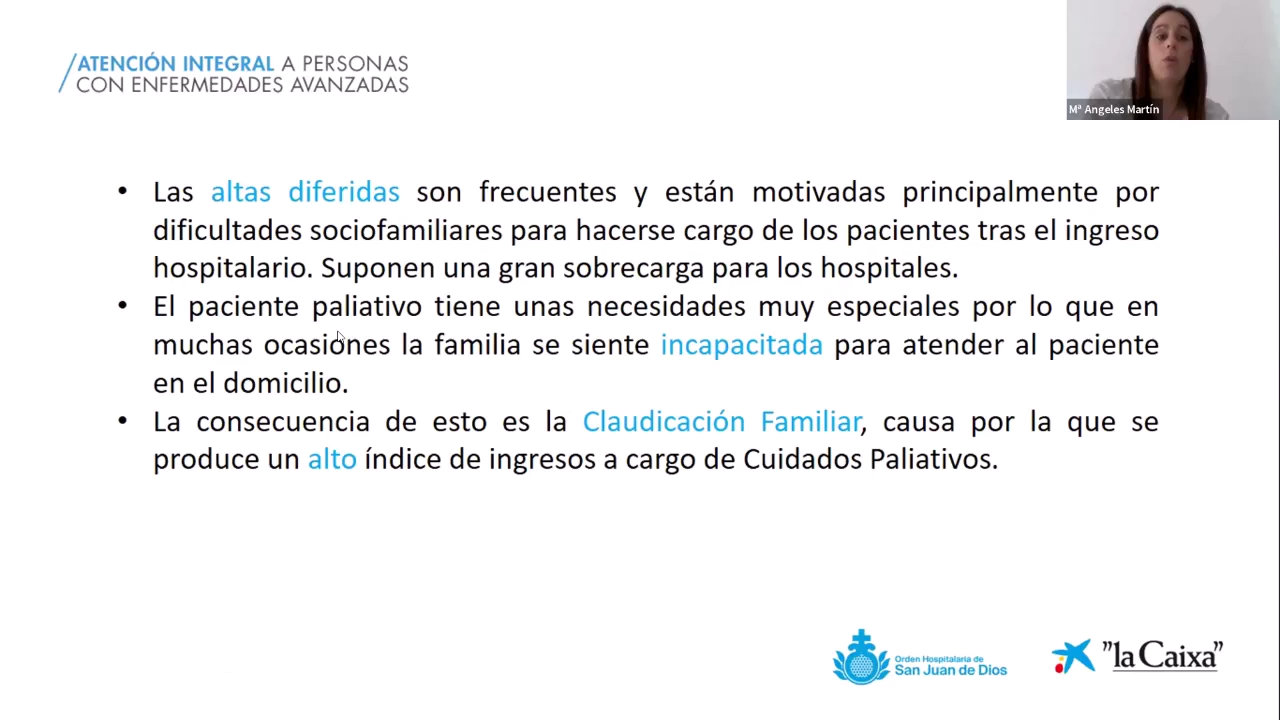 ATENCIÓN INTEGRAL A PERSONAS
CON ENFERMEDADES AVANZADAS
Mª Angeles Martín
• Las altas diferidas son frecuentes y están motivadas principalmente por
dificultades sociofamiliares para hacerse cargo de los pacientes tras el ingreso
hospitalario. Suponen una gran sobrecarga para los hospitales.
• El paciente paliativo tiene unas necesidades muy especiales por lo que en
muchas ocasiones la familia se siente incapacitada para atender al paciente
en el domicilio.
• La consecuencia de esto es la Claudicación Familiar, causa por la que se
produce un alto índice de ingresos a cargo de Cuidados Paliativos.
Orden Hospitalaria de
San Juan de Dios
"la Caixa"